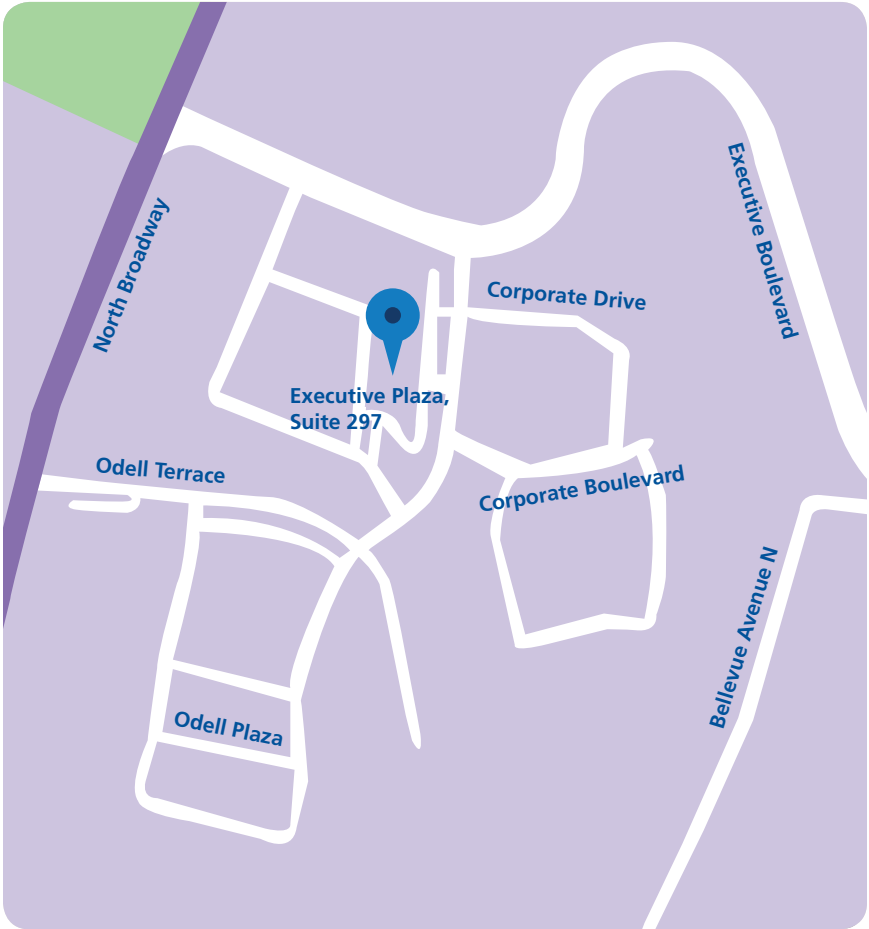 Executive Boulevard
North Broadway
Corporate Drive
Executive Plaza,
Suite 297
Odell Terrace
Corporate Boulevard
Bellevue Avenue N
Odell Plaza